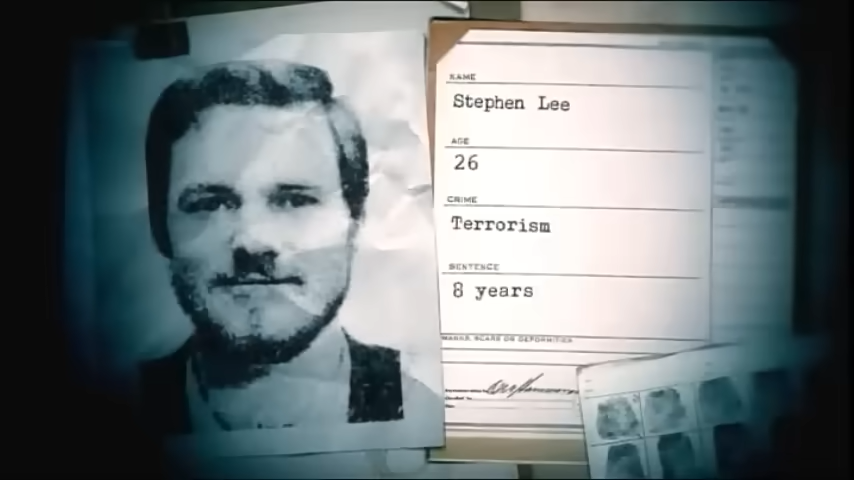 NAME
Stephen Lee
AGE
26
CRIME
Terrorism
SENTENCE
8 years
MARKS, SCARS OR DEFORMITIES